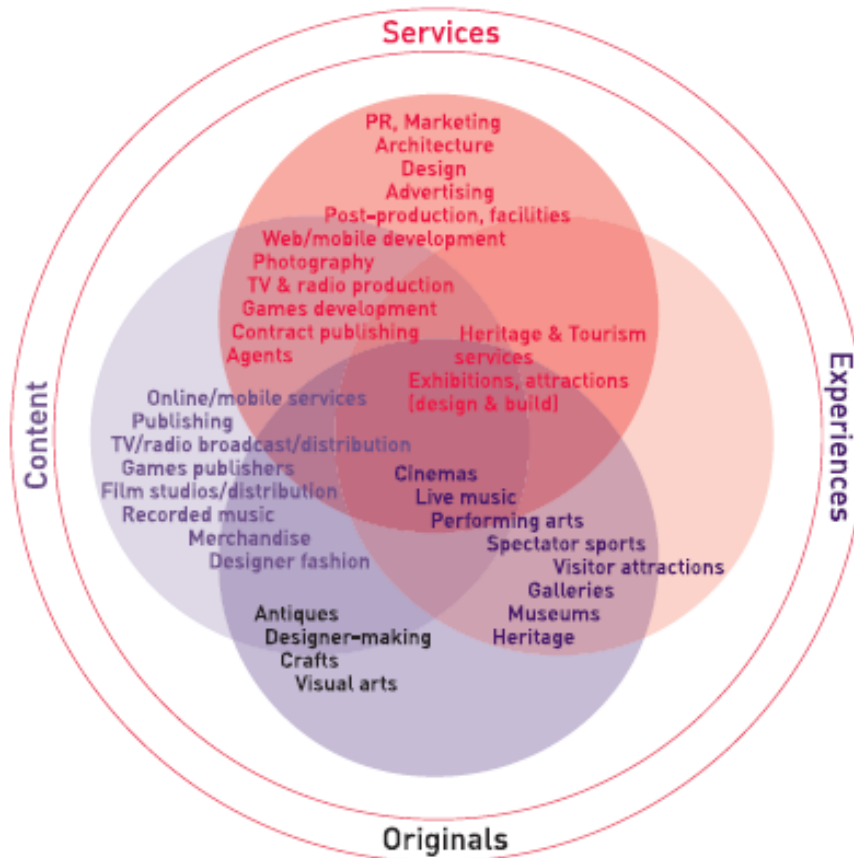 Services
PR, Marketing
Architecture
Design
Advertising
Post-production, facilities
Web/mobile development
Photography
TV & radio production
Games development
Contract publishing
Agents
Heritage & Tourism
services
Exhibitions, attractions
(design & build)
Content
Online/mobile services
Publishing
TV/radio broadcast/distribution
Games publishers
Film studios/distribution
Recorded music
Merchandise
Designer fashion
Experiences
Cinemas
Live music
Performing arts
Spectator sports
Visitor attractions
Galleries
Museums
Heritage
Antiques
Designer-making
Crafts
Visual arts
Originals